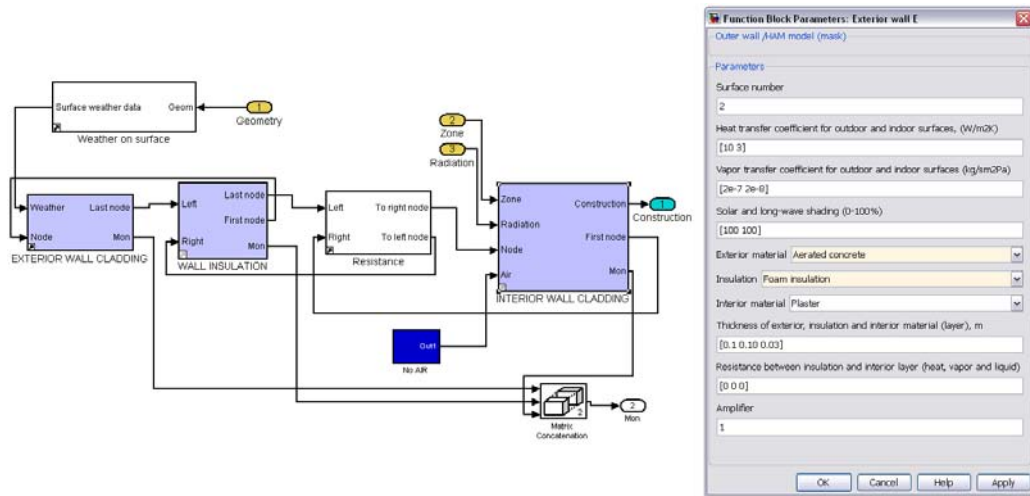 Surface weather data
Geom
Weather on surface
1
Geometry
2
Zone
3
Radiation
Weather
Last node
Node
Mon
EXTERIOR WALL CLADDING
Left
Last node
First node
Right
Mon
WALL INSULATION
Left
To right node
Right
To left node
Resistance
Zone
Construction
Radiation
First node
Node
Mon
Air
INTERIOR WALL CLADDING
1
Construction
Out1
No AIR
2
Matrix
Concatenation
2
Mon
Function Block Parameters: Exterior wall E
Outer wall /HAM model (mask)
Parameters
Surface number
2
Heat transfer coefficient for outdoor and indoor surfaces, (W/m2K)
[10 3]
Vapor transfer coefficient for outdoor and indoor surfaces (kg/sm2Pa)
[2e-7 2e-8]
Solar and long-wave shading (0-100%)
[100 100]
Exterior material Aerated concrete
Insulation Foam insulation
Interior material Plaster
Thickness of exterior, insulation and interior material (layer), m
[0.1 0.10 0.03]
Resistance between insulation and interior layer (heat, vapor and liquid)
[0 0 0]
Amplifier
1
OK Cancel Help Apply